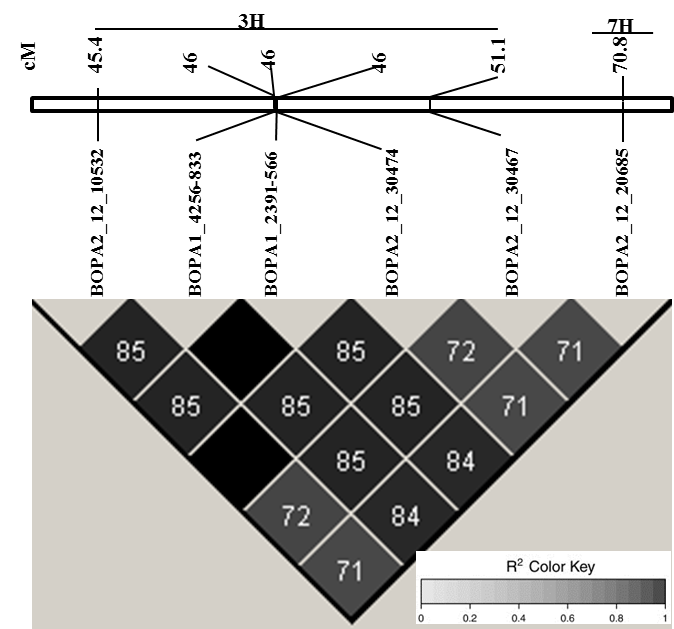 3H
7H
cM
45.4
46
46
46
51.1
70.8
BOPA2_12_10532
BOPA1_4256-833
BOPA1_2391-566
BOPA2_12_30474
BOPA2_12_30467
BOPA2_12_20685
85 85 72 71
85 85 85 71
85 84
72 84
71
R² Color Key
0 0.2 0.4 0.6 0.8 1